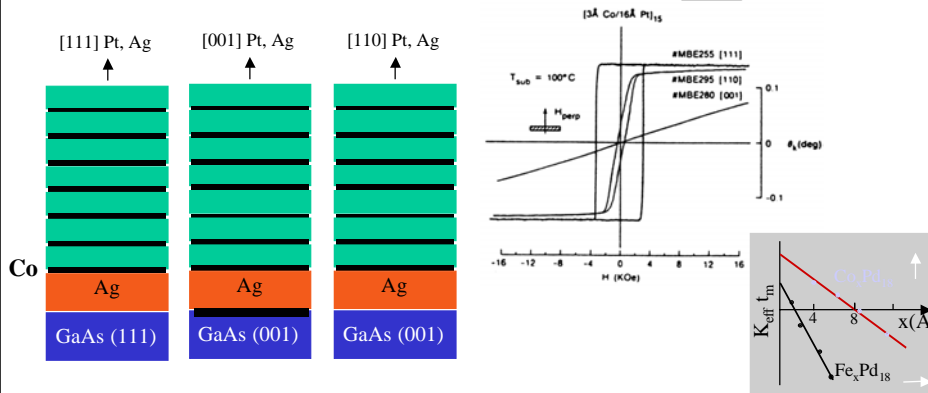 [111] Pt, Ag
[001] Pt, Ag
[110] Pt, Ag
Co
Ag
Ag
Ag
GaAs (111)
GaAs (001)
GaAs (001)
[3Å Co/16Å Pt]15
#MBE255 [111]
#MBE295 [110]
#MBE280 [001]
Tsub = 100°C
Hperp
0.1
0
-0.1
θk(deg)
-16 -12 -8 -4 0 4 8 12 16
H (KOe)
CoxPd18
Keff tm
4
8
x(A
FexPd18